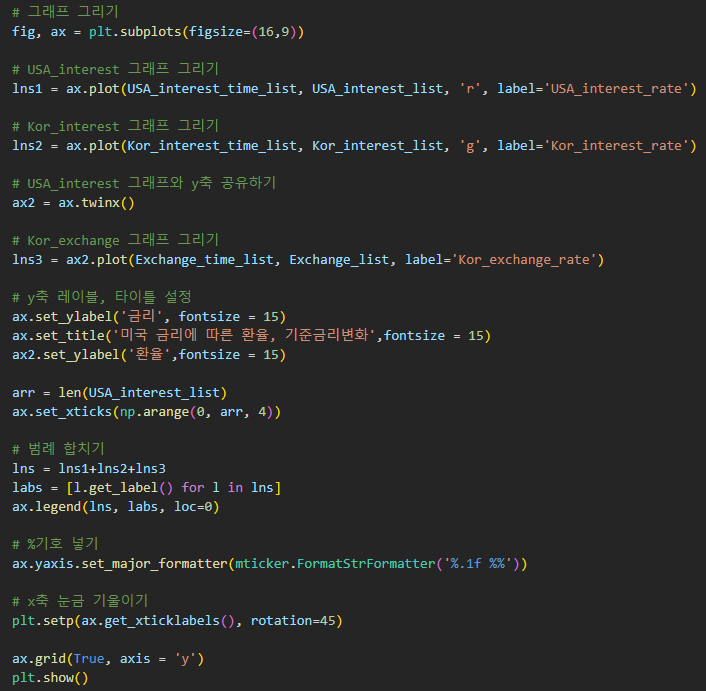 # 그래프 그리기
fig, ax = plt.subplots(figsize=(16,9))
# USA_interest 그래프 그리기
lns1 = ax.plot(USA_interest_time_list, USA_interest_list, 'r', label='USA_interest_rate')
# Kor_interest 그래프 그리기
lns2 = ax.plot(Kor_interest_time_list, Kor_interest_list, 'g', label='Kor_interest_rate')
# USA_interest 그래프와 y축 공유하기
ax2 = ax.twinx()
# Kor_exchange 그래프 그리기
lns3 = ax2.plot(Exchange_time_list, Exchange_list, label='Kor_exchange_rate')
# y축 레이블, 타이틀 설정
ax.set_ylabel('금리', fontsize = 15)
ax.set_title('미국 금리에 따른 환율, 기준금리변화',fontsize = 15)
ax2.set_ylabel('환율',fontsize = 15)
arr = len(USA_interest_list)
ax.set_xticks(np.arange(0, arr, 4))
# 범례 합치기
lns = lns1+lns2+lns3
labs = [l.get_label() for l in lns]
ax.legend(lns, labs, loc=0)
# %기호 넣기
ax.yaxis.set_major_formatter(mticker.FormatStrFormatter('%.1f %%'))
# x축 눈금 기울이기
plt.setp(ax.get_xticklabels(), rotation=45)
ax.grid(True, axis = 'y')
plt.show()